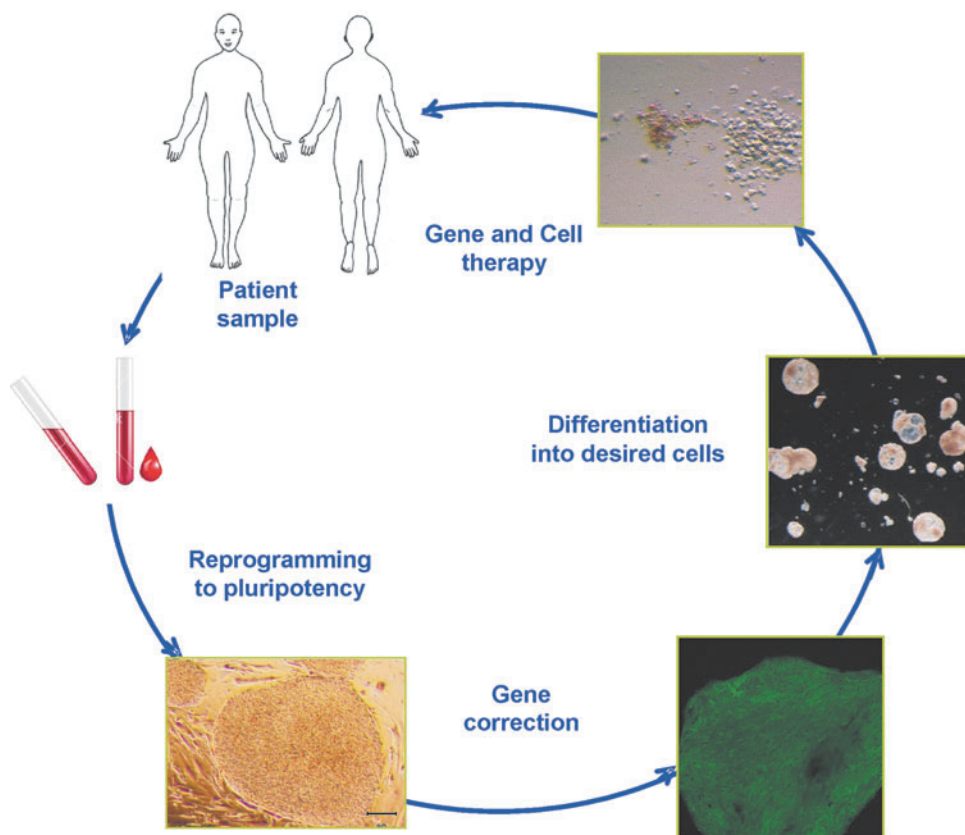 Gene and Cell
therapy
Patient
sample
Differentiation
into desired cells
Reprogramming
to pluripotency
Gene
correction